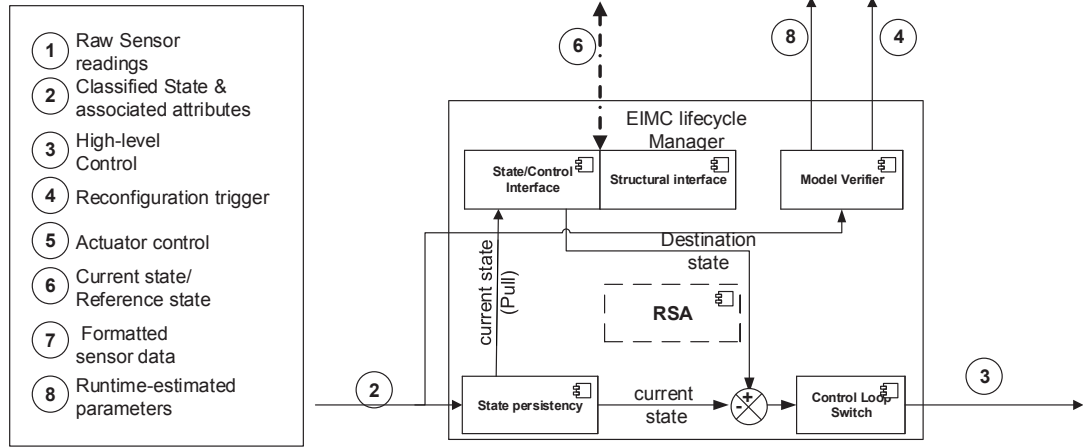 1
Raw Sensor
readings
2
Classified State &
associated attributes
3
High-level
Control
4
Reconfiguration trigger
5
Actuator control
6
Current state/
Reference state
7
Formatted
sensor data
8
Runtime-estimated
parameters
6
8
4
EIMC lifecycle
Manager
State/Control
Interface
Structural interface
Model Verifier
current state
(Pull)
Destination
state
RSA
2
State persistency
current
state
+
-
Control Loop
Switch
3